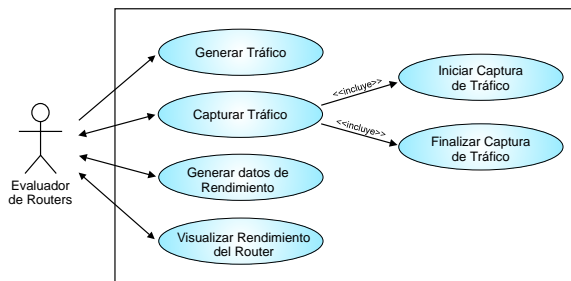 Generar Tráfico
Capturar Tráfico
<<incluye>>
<<incluye>>
Iniciar Captura
de Tráfico
Finalizar Captura
de Tráfico
Generar datos de
Rendimiento
Visualizar Rendimiento
del Router
Evaluador
de Routers